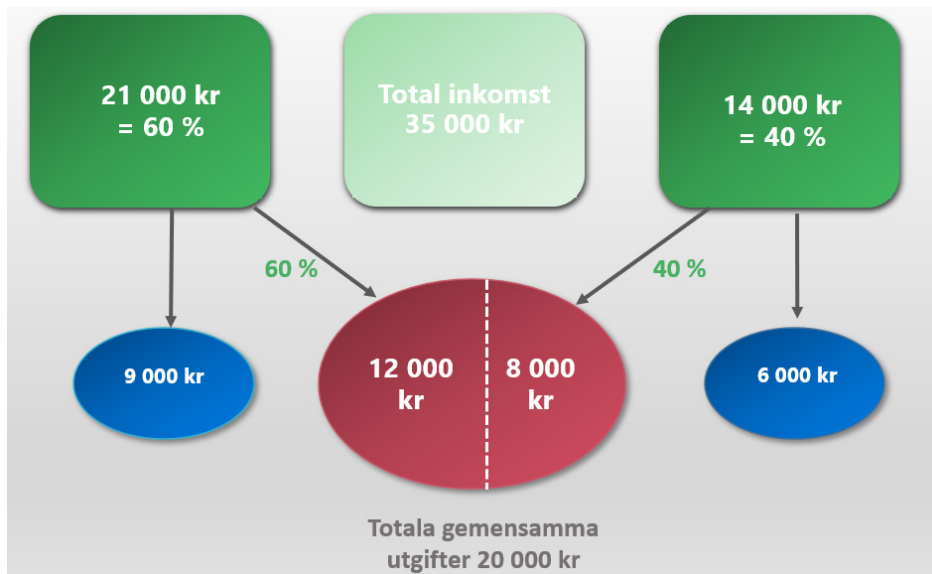 21 000 kr
= 60 %
Total inkomst
35 000 kr
14 000 kr
= 40 %
60 %
40 %
9 000 kr
12 000
kr
8 000
kr
6 000 kr
Totala gemensamma
utgifter 20 000 kr